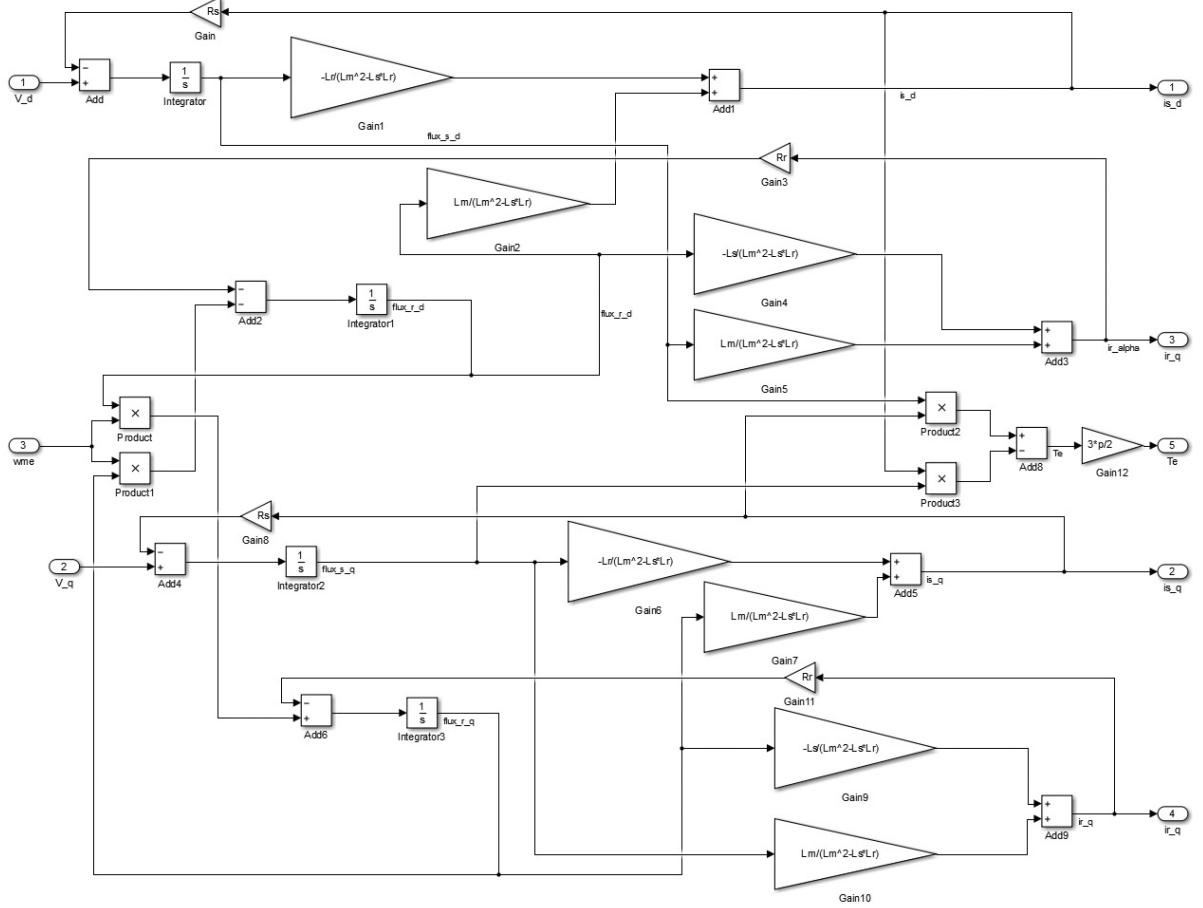 Rs
Gain
1
V_d
−
+
Add
1
s
Integrator
-Lr/(Lm^2-Ls*Lr)
Gain1
+
+
Add1
is_d
1
is_d
flux_s_d
Rr
Gain3
Lm/(Lm^2-Ls*Lr)
Gain2
-Ls/(Lm^2-Ls*Lr)
Gain4
−
−
Add2
1
s
Integrator1
flux_r_d
flux_r_d
Lm/(Lm^2-Ls*Lr)
Gain5
+
+
Add3
ir_alpha
3
ir_q
×
Product
3
wme
×
Product1
×
Product2
×
Product3
+
−
Add8
Te
3*p/2
Gain12
5
Te
Rs
Gain8
2
V_q
−
+
Add4
1
s
Integrator2
flux_s_q
-Lr/(Lm^2-Ls*Lr)
Gain6
+
+
Add5
is_q
2
is_q
Lm/(Lm^2-Ls*Lr)
Gain7
Rr
Gain11
−
+
Add6
1
s
Integrator3
flux_r_q
-Ls/(Lm^2-Ls*Lr)
Gain9
+
+
Add9
ir_q
4
ir_q
Lm/(Lm^2-Ls*Lr)
Gain10